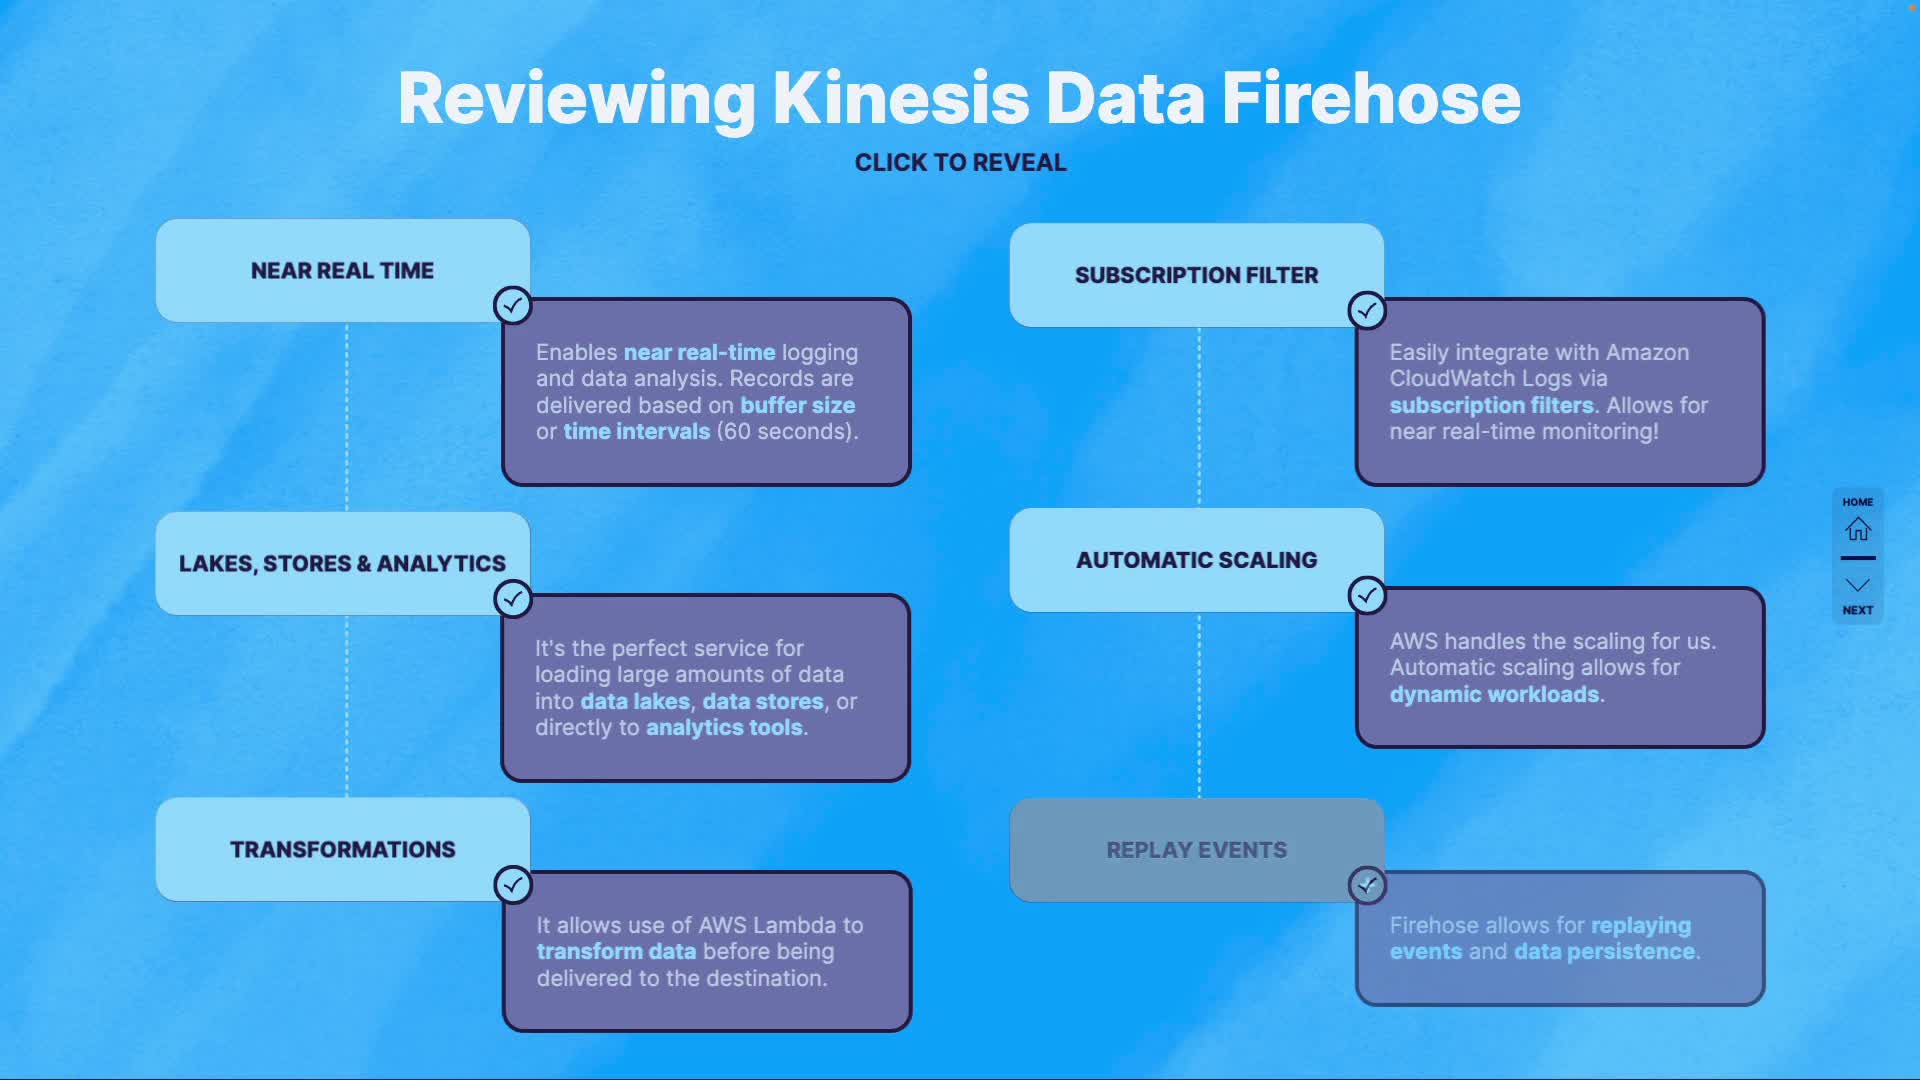 Reviewing Kinesis Data Firehose
CLICK TO REVEAL
NEAR REAL TIME
Enables near real-time logging
and data analysis. Records are
delivered based on buffer size
or time intervals (60 seconds).
LAKES, STORES & ANALYTICS
It's the perfect service for
loading large amounts of data
into data lakes, data stores, or
directly to analytics tools.
TRANSFORMATIONS
It allows use of AWS Lambda to
transform data before being
delivered to the destination.
SUBSCRIPTION FILTER
Easily integrate with Amazon
CloudWatch Logs via
subscription filters. Allows for
near real-time monitoring!
AUTOMATIC SCALING
AWS handles the scaling for us.
Automatic scaling allows for
dynamic workloads.
REPLAY EVENTS
Firehose allows for replaying
events and data persistence.
HOME
NEXT